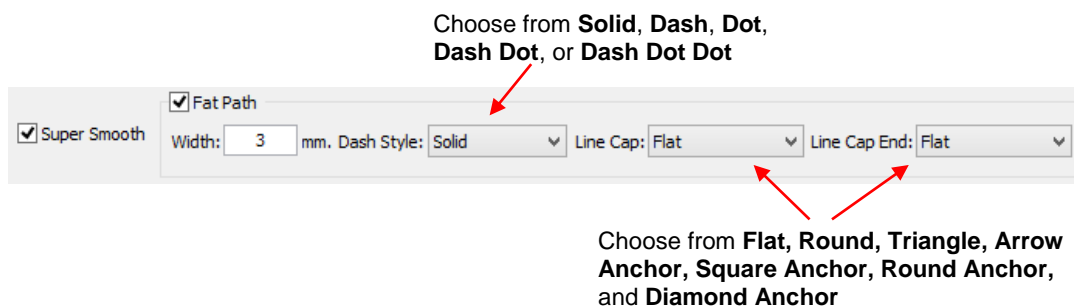 Choose from Solid, Dash, Dot,
Dash Dot, or Dash Dot Dot
Fat Path
Super Smooth Width: 3 mm. Dash Style: Solid Line Cap: Flat Line Cap End: Flat
Choose from Flat, Round, Triangle, Arrow
Anchor, Square Anchor, Round Anchor,
and Diamond Anchor